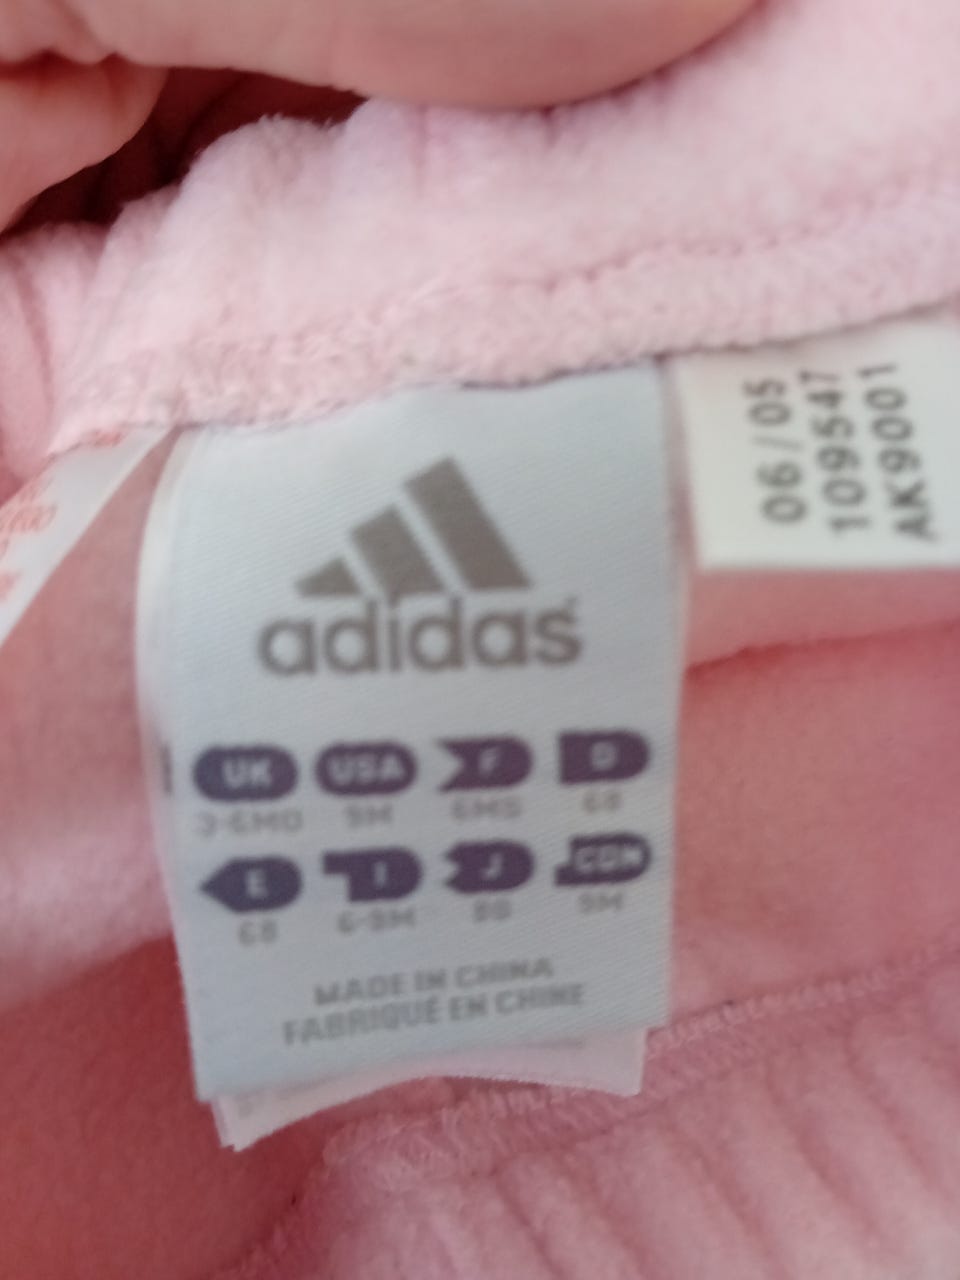 adidas
UK USA F D
3-6MO 9M 6MS 68
E I J CDN
68 6-9M 80 9M
MADE IN CHINA
FABRIQUÉ EN CHINE
06/05
109547
AK9001